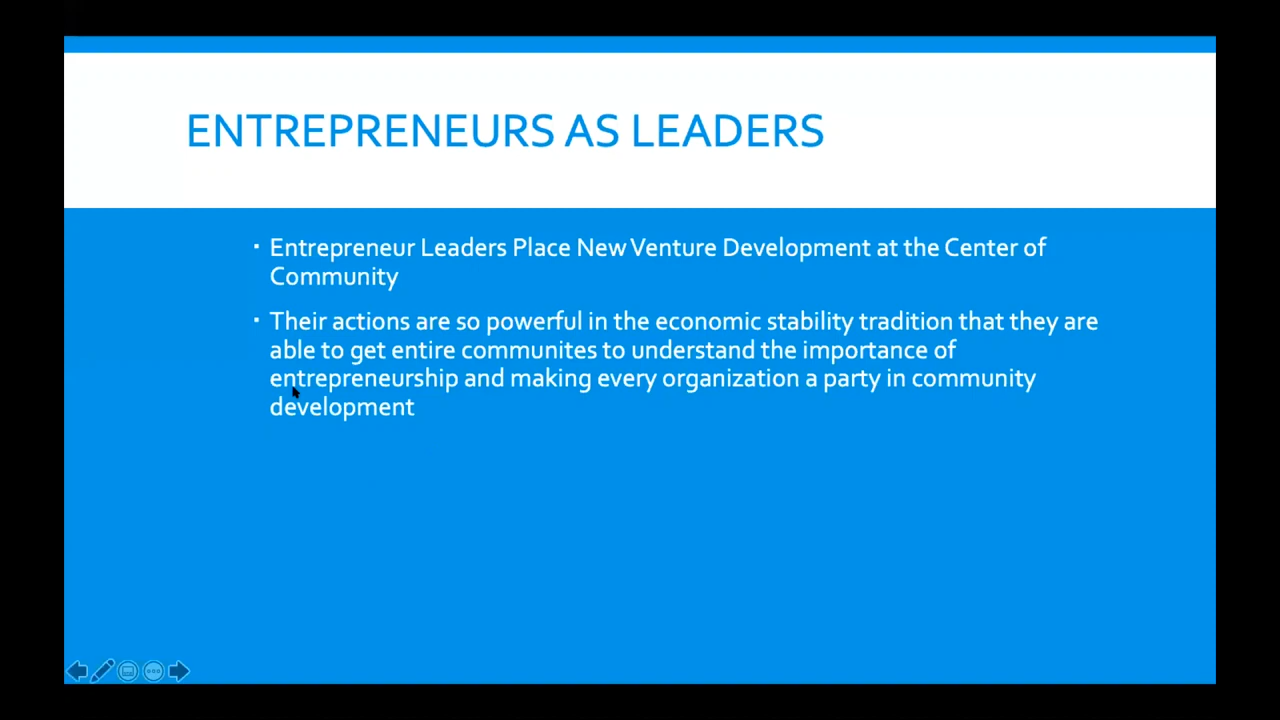 ENTREPRENEURS AS LEADERS
Entrepreneur Leaders Place New Venture Development at the Center of
Community
Their actions are so powerful in the economic stability tradition that they are
able to get entire communites to understand the importance of
entrepreneurship and making every organization a party in community
development